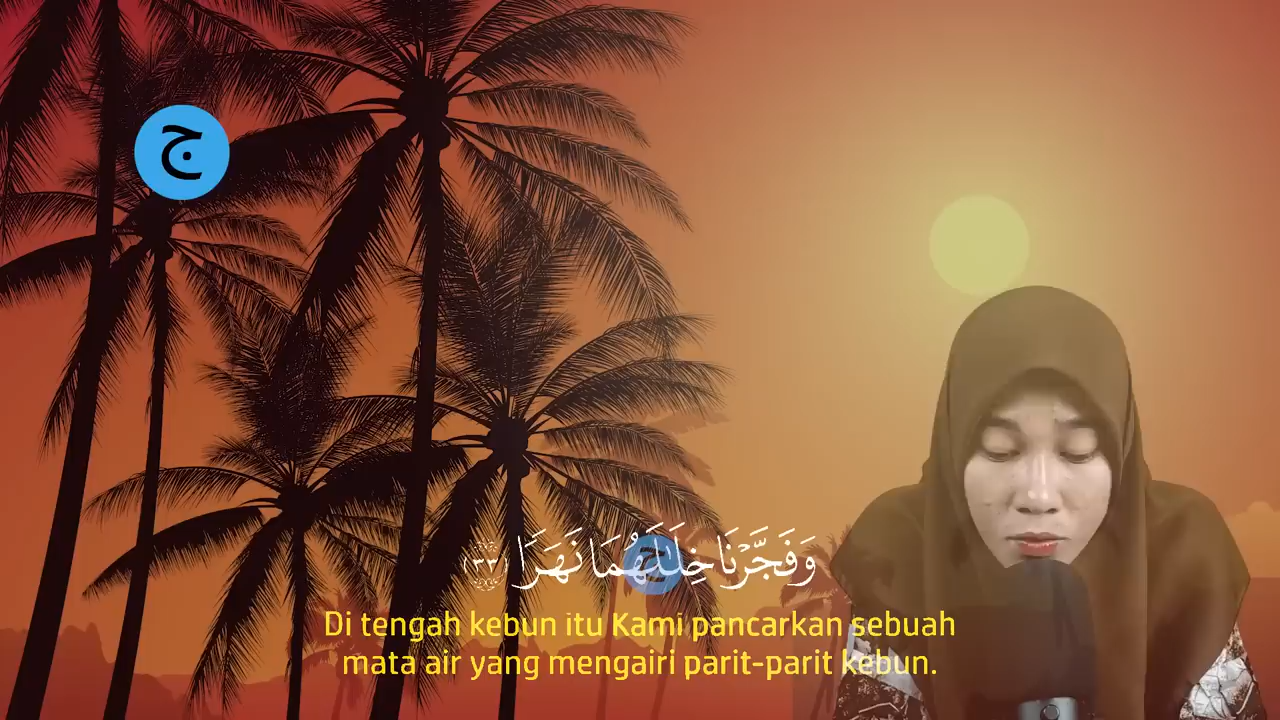 ج
وَفَجَّرْنَا خِلَٰلَهُمَا نَهَرًا ﴿٣٣﴾
ج
Di tengah kebun itu Kami pancarkan sebuah
mata air yang mengairi parit-parit kebun.